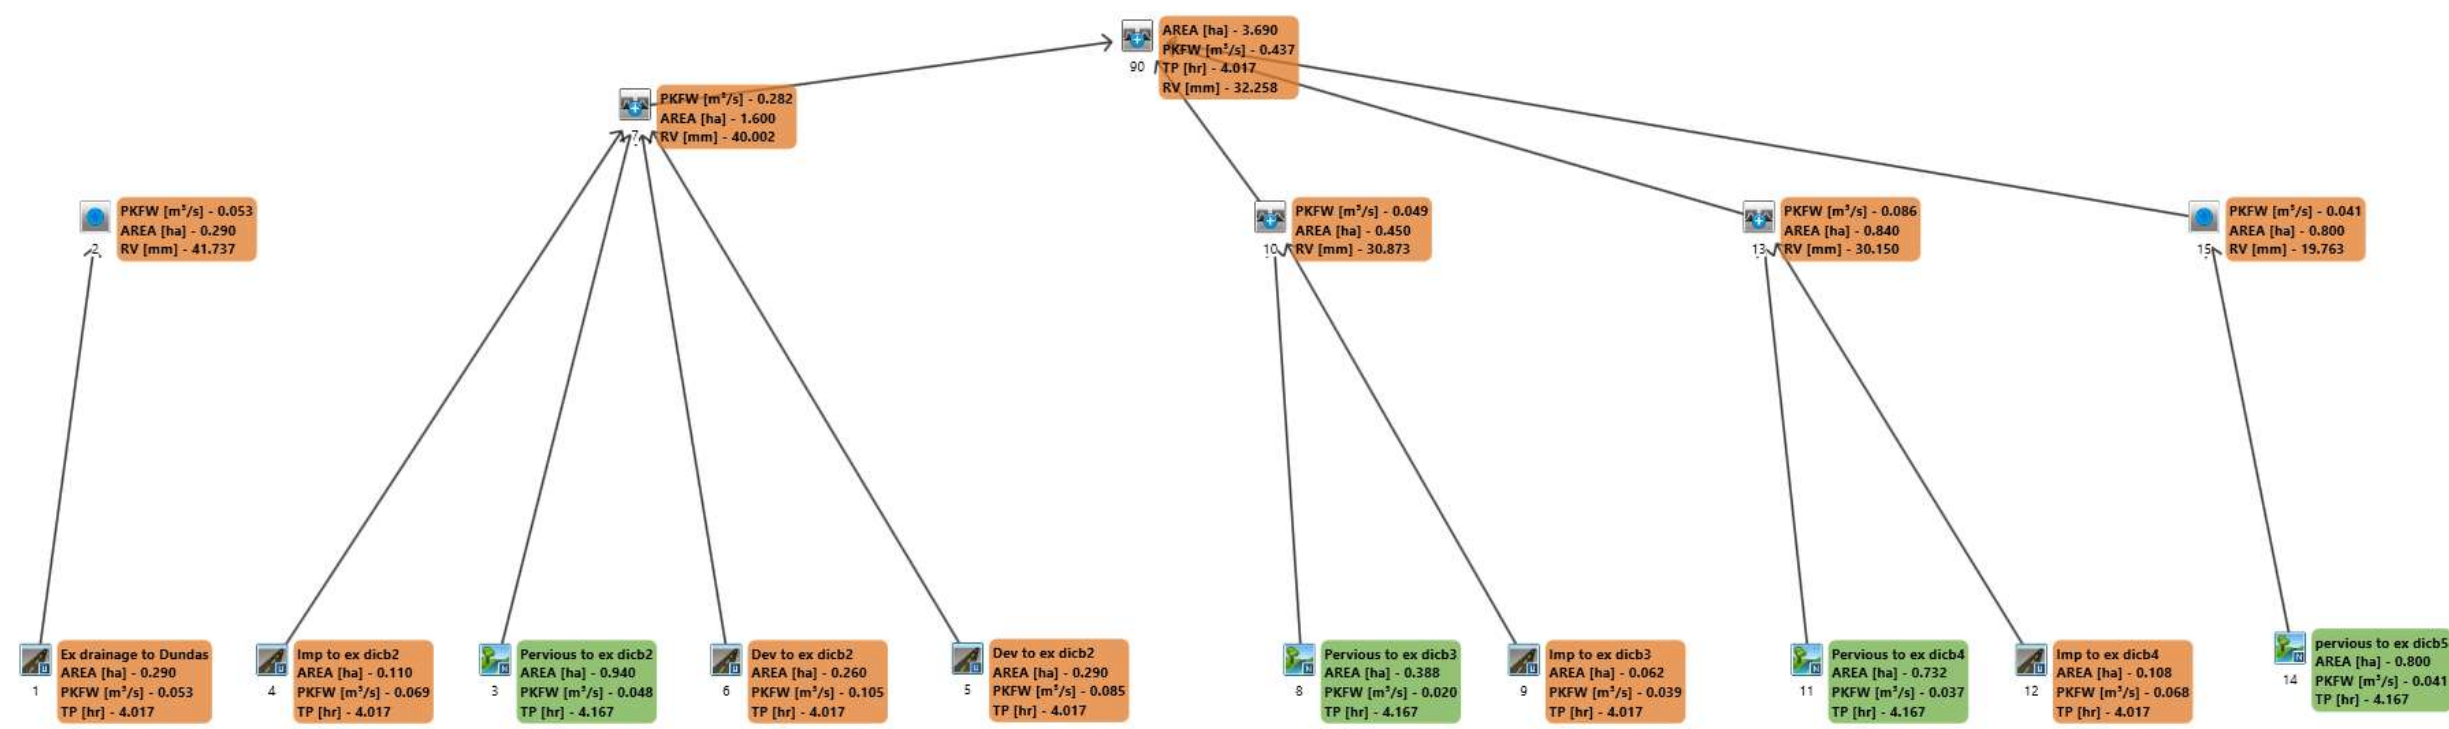 AREA [ha] - 3.690
PKFW [m³/s] - 0.437
TP [hr] - 4.017
RV [mm] - 32.258
90
PKFW [m³/s] - 0.282
AREA [ha] - 1.600
RV [mm] - 40.002
7
PKFW [m³/s] - 0.053
AREA [ha] - 0.290
RV [mm] - 41.737
2
PKFW [m³/s] - 0.049
AREA [ha] - 0.450
RV [mm] - 30.873
10
PKFW [m³/s] - 0.086
AREA [ha] - 0.840
RV [mm] - 30.150
13
PKFW [m³/s] - 0.041
AREA [ha] - 0.800
RV [mm] - 19.763
15
Ex drainage to Dundas
AREA [ha] - 0.290
PKFW [m³/s] - 0.053
TP [hr] - 4.017
1
Imp to ex dicb2
AREA [ha] - 0.110
PKFW [m³/s] - 0.069
TP [hr] - 4.017
4
Pervious to ex dicb2
AREA [ha] - 0.940
PKFW [m³/s] - 0.048
TP [hr] - 4.167
3
Dev to ex dicb2
AREA [ha] - 0.260
PKFW [m³/s] - 0.105
TP [hr] - 4.017
6
Dev to ex dicb2
AREA [ha] - 0.290
PKFW [m³/s] - 0.085
TP [hr] - 4.017
5
Pervious to ex dicb3
AREA [ha] - 0.388
PKFW [m³/s] - 0.020
TP [hr] - 4.167
8
Imp to ex dicb3
AREA [ha] - 0.062
PKFW [m³/s] - 0.039
TP [hr] - 4.017
9
Pervious to ex dicb4
AREA [ha] - 0.732
PKFW [m³/s] - 0.037
TP [hr] - 4.167
11
Imp to ex dicb4
AREA [ha] - 0.108
PKFW [m³/s] - 0.068
TP [hr] - 4.017
12
pervious to ex dicb5
AREA [ha] - 0.800
PKFW [m³/s] - 0.041
TP [hr] - 4.167
14